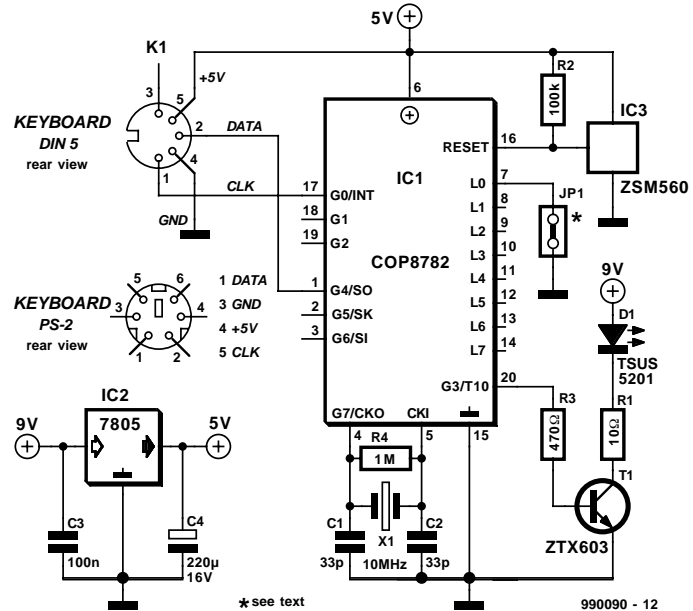 5V
K1
+5V
3
5
2
4
1
KEYBOARD
DIN 5
rear view
DATA
CLK
GND
6
R2
100k
IC3
ZSM560
RESET
16
IC1
COP8782
17
G0/INT
18
G1
19
G2
1
G4/SO
2
G5/SK
3
G6/SI
7
L0
8
L1
9
L2
10
L3
11
L4
12
L5
13
L6
14
L7
JP1
*
20
G3/T10
G7/CKO
CKI
4
5
15
KEYBOARD
PS-2
rear view
5
6
3
4
1
2
1 DATA
3 GND
4 +5V
5 CLK
9V
D1
TSUS
5201
R3
470Ω
R1
10Ω
T1
ZTX603
IC2
9V
7805
5V
C3
100n
C4
220µ
16V
R4
1M
C1
33p
X1
10MHz
C2
33p
* see text
990090 - 12